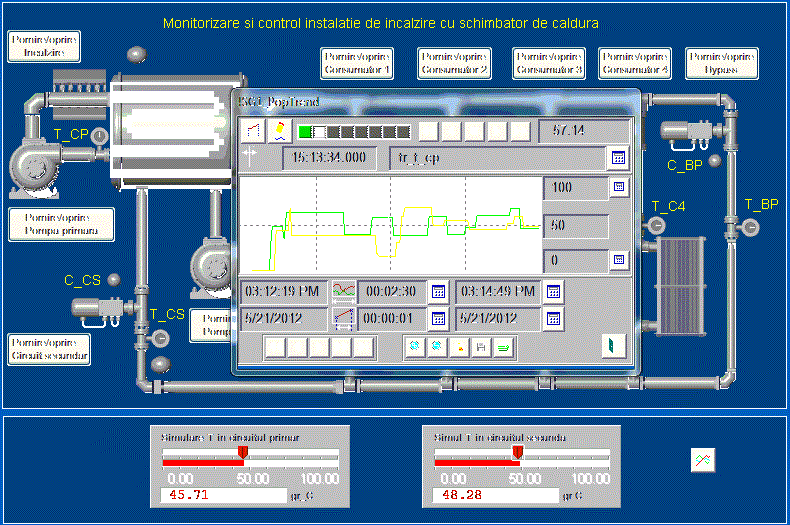 Monitorizare si control instalatie de incalzire cu schimbator de caldura
Pornire/oprire
Incalzire
Pornire/oprire
Consumator 1
Pornire/oprire
Consumator 2
Pornire/oprire
Consumator 3
Pornire/oprire
Consumator 4
Pornire/oprire
Bypass
T_CP
C_BP
ISG1_PopTrend
57.14
15:13:34.000
tr_t_cp
100
50
0
T_C4
T_BP
Pornire/oprire
Pompa primara
C_CS
T_CS
03:12:19 PM
00:02:30
03:14:49 PM
5/21/2012
00:00:01
5/21/2012
Pornire/oprire
Circuit secundar
Porni
Pomp
Simulare T in circuitul primar
0.00 50.00 100.00
45.71 gr_C
Simul T in circuitul secunda
0.00 50.00 100.00
48.28 gr C